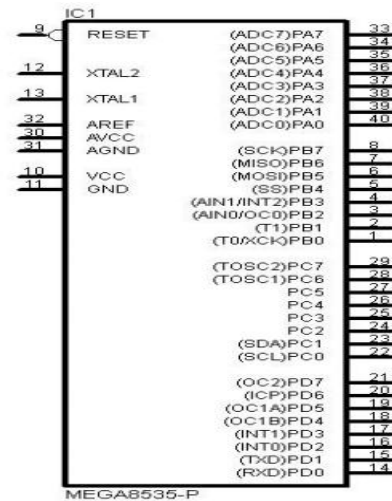 IC1
9 RESET (ADC7)PA7 33
(ADC6)PA6 34
(ADC5)PA5 35
12 XTAL2 (ADC4)PA4 36
(ADC3)PA3 37
13 XTAL1 (ADC2)PA2 38
(ADC1)PA1 39
32 AREF (ADC0)PA0 40
30 AVCC
31 AGND
(SCK)PB7 8
(MISO)PB6 7
10 VCC (MOSI)PB5 6
11 GND (SS)PB4 5
(AIN1/INT2)PB3 4
(AIN0/OC0)PB2 3
(T1)PB1 2
(T0/XCK)PB0 1
(TOSC2)PC7 29
(TOSC1)PC6 28
PC5 27
PC4 26
PC3 25
PC2 24
(SDA)PC1 23
(SCL)PC0 22
(OC2)PD7 21
(ICP)PD6 20
(OC1A)PD5 19
(OC1B)PD4 18
(INT1)PD3 17
(INT0)PD2 16
(TXD)PD1 15
(RXD)PD0 14
MEGA8535-P